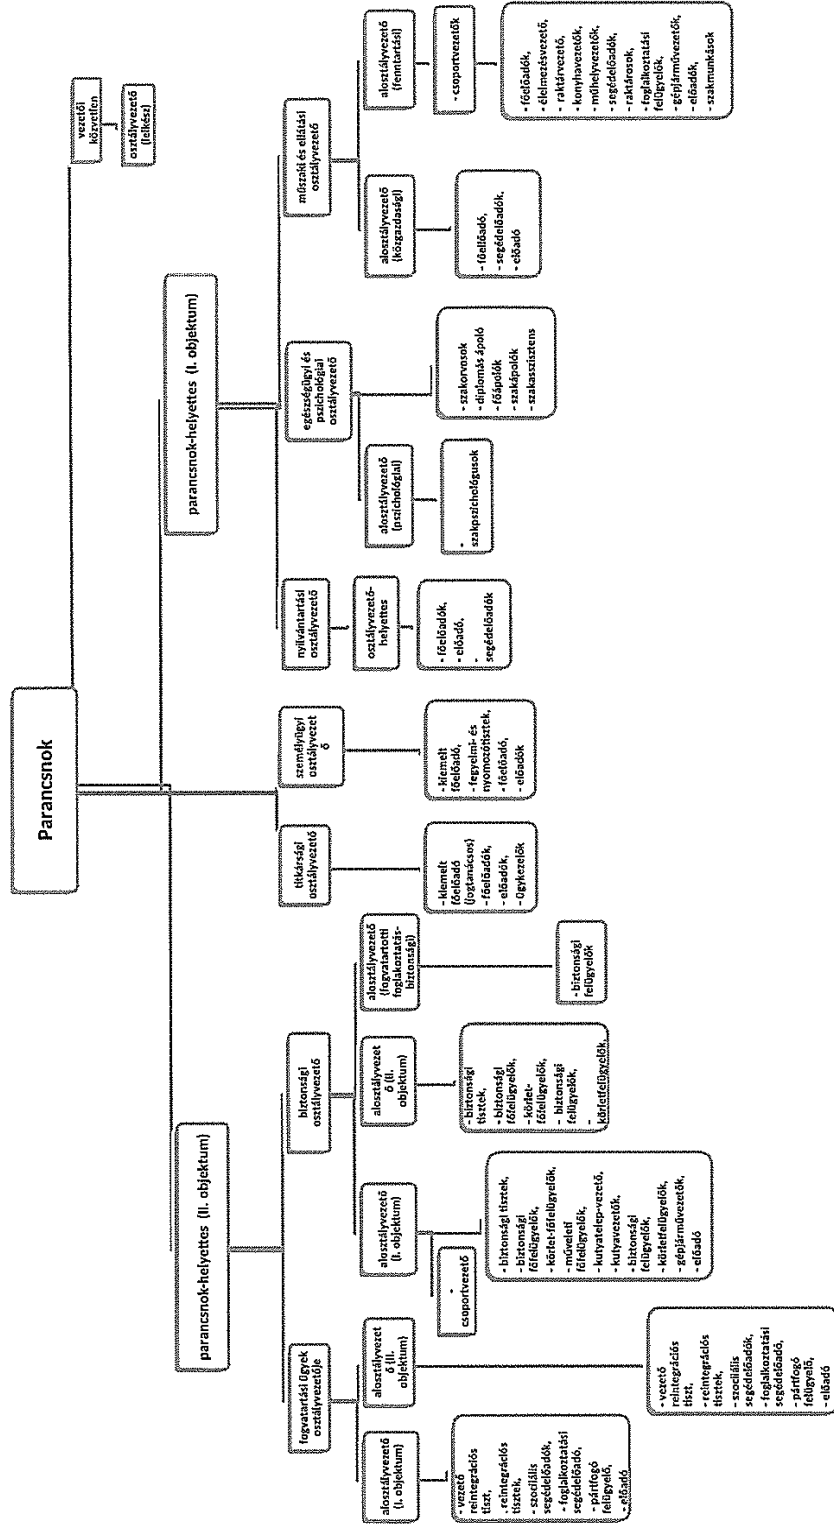 Parancsnok
vezetői
közvetlen
osztályvezető
(lelkész)
parancsnok-helyettes (II. objektum)
parancsnok-helyettes (I. objektum)
fogvatartási ügyek
osztályvezetője
biztonsági
osztályvezető
titkársági
osztályvezető
személyügyi
osztályvezet
ő
nyilvántartási
osztályvezető
egészségügyi és
pszichológiai
osztályvezető
műszaki és ellátási
osztályvezető
alosztályvezető
(I. objektum)
- vezető
reintegrációs
tiszt,
. reintegrációs
tisztek,
- szociális
segédelőadók,
- foglalkoztatási
segédelőadó,
- pártfogó
felügyelő,
- előadó
alosztályvezet
ő (II.
objektum)
- vezető
reintegrációs
tiszt,
- reintegrációs
tisztek,
- szociális
segédelőadók,
- foglalkoztatási
segédelőadó,
- pártfogó
felügyelő,
- előadó
alosztályvezető
(I. objektum)
-
csoportvezető
- biztonsági tisztek,
- biztonsági
főfelügyelők,
- körlet-főfelügyelők,
- műveleti
főfelügyelők,
- kutyatelep-vezető,
- kutyavezetők,
- biztonsági
felügyelők,
- körletfelügyelők,
- gépjárművezetők,
- előadó
alosztályvezet
ő (II.
objektum)
- biztonsági
tisztek,
- biztonsági
főfelügyelők,
- körlet-
főfelügyelők,
- biztonsági
felügyelők,
-
körletfelügyelők,
alosztályvezető
(fogvatartotti
foglakoztatás-
biztonsági)
- biztonsági
felügyelők
- kiemelt
főelőadó
(jogtanácsos)
- főelőadók,
- előadók,
- ügykezelők
- kiemelt
főelőadó,
- fegyelmi- és
nyomozótisztek,
- főelőadó,
- előadók
osztályvezető-
helyettes
- főelőadók,
- előadó,
-
segédelőadók
alosztályvezető
(pszichológiai)
-
szakpszichológusok
- szakorvosok
- diplomás ápoló
- főápolók
- szakápolók
- szakasszisztens
alosztályvezető
(közgazdasági)
- főelőadó,
- segédelőadók,
- előadó
alosztályvezető
(fenntartási)
- csoportvezetők
- főelőadók,
- élelmezésvezető,
- raktárvezető,
- konyhavezetők,
- műhelyvezetők,
- segédelőadók,
- raktárosok,
- foglalkoztatási
felügyelők,
- gépjárművezetők,
- előadók,
- szakmunkások